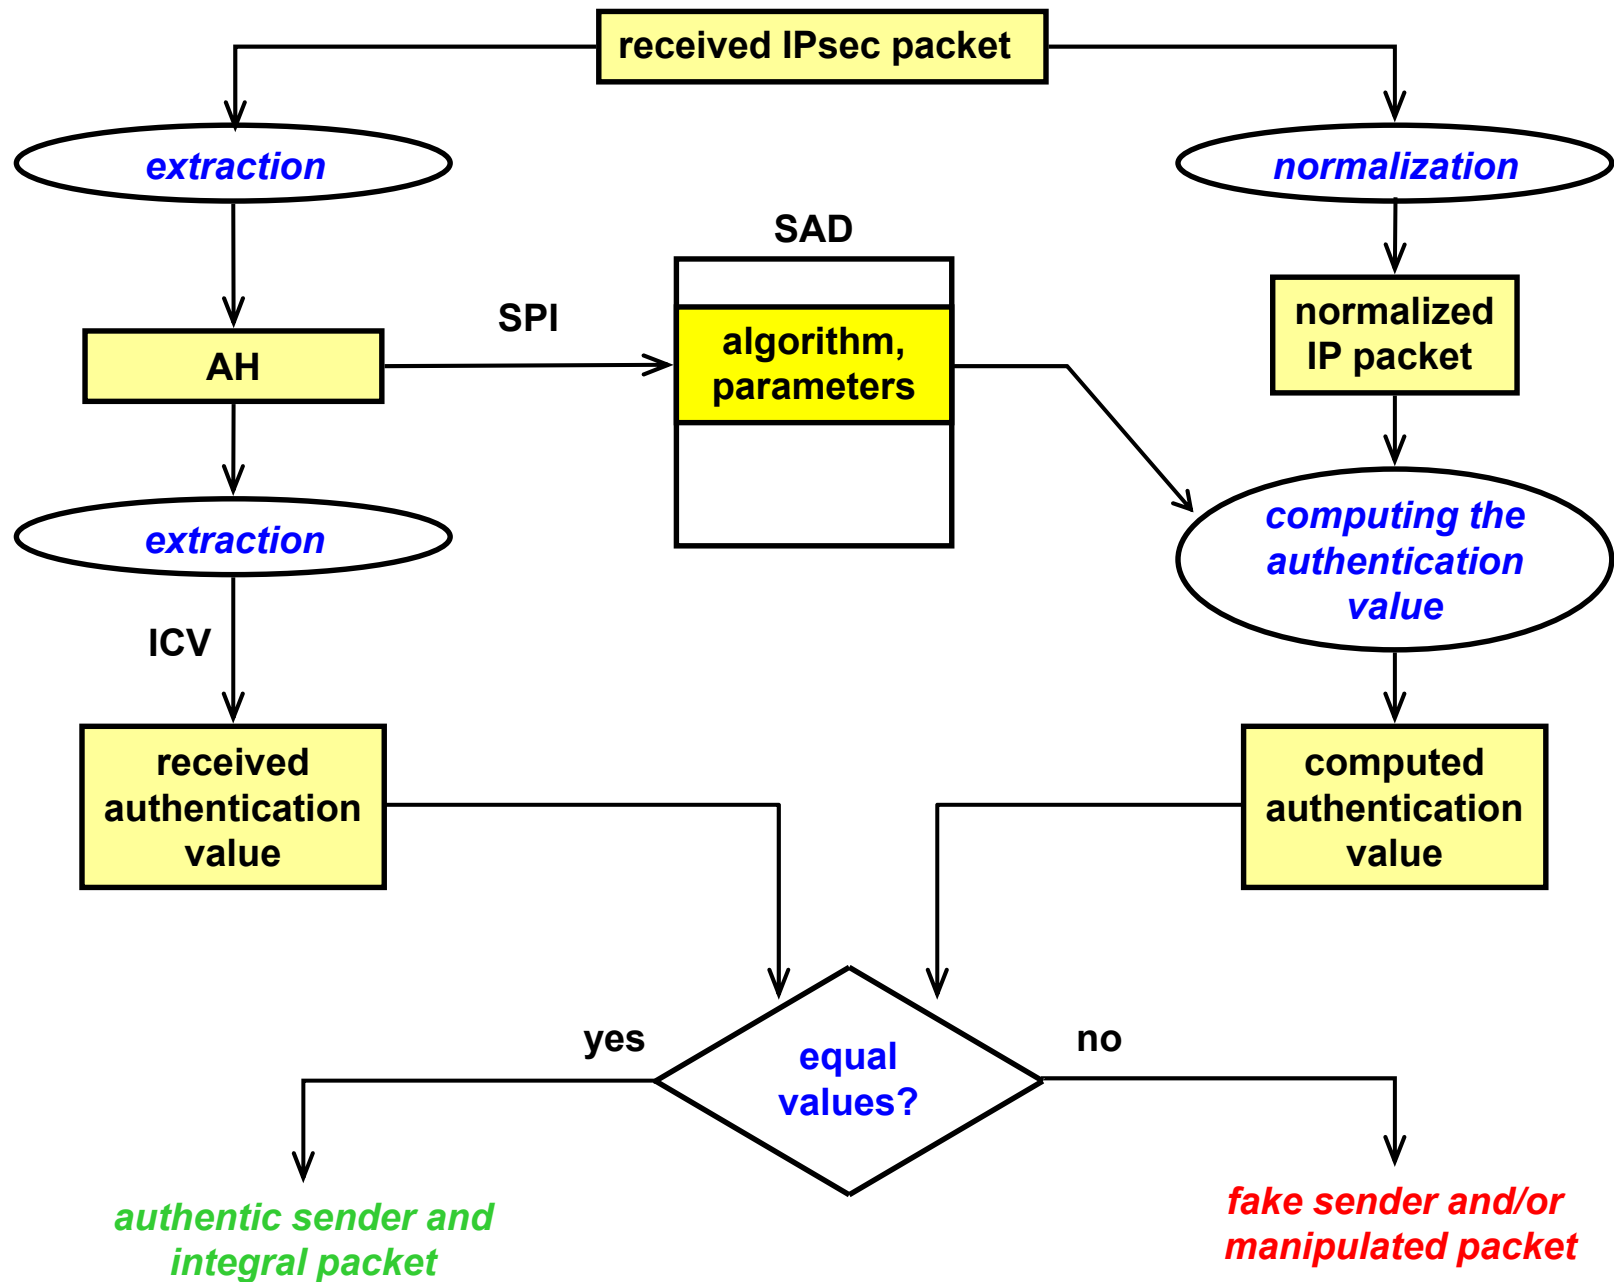 received IPsec packet
extraction
normalization
SAD
SPI
algorithm,
parameters
normalized
IP packet
AH
extraction
computing the
authentication
value
ICV
received
authentication
value
computed
authentication
value
yes
no
equal
values?
authentic sender and
integral packet
fake sender and/or
manipulated packet